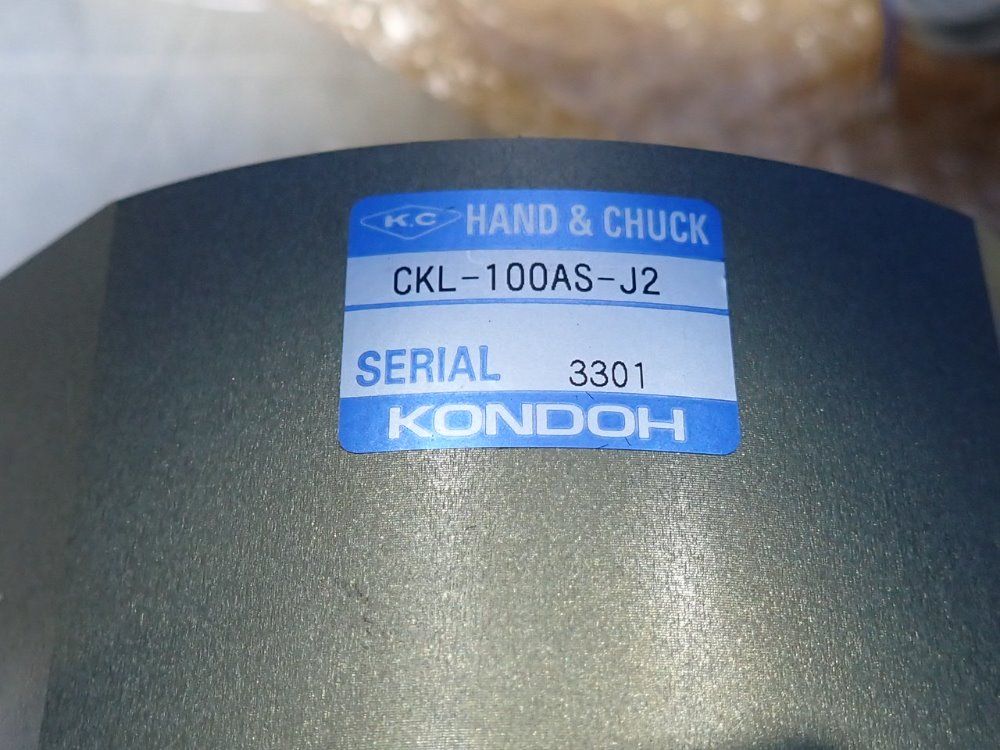 K.C HAND & CHUCK
CKL-100AS-J2
SERIAL 3301
KONDOH